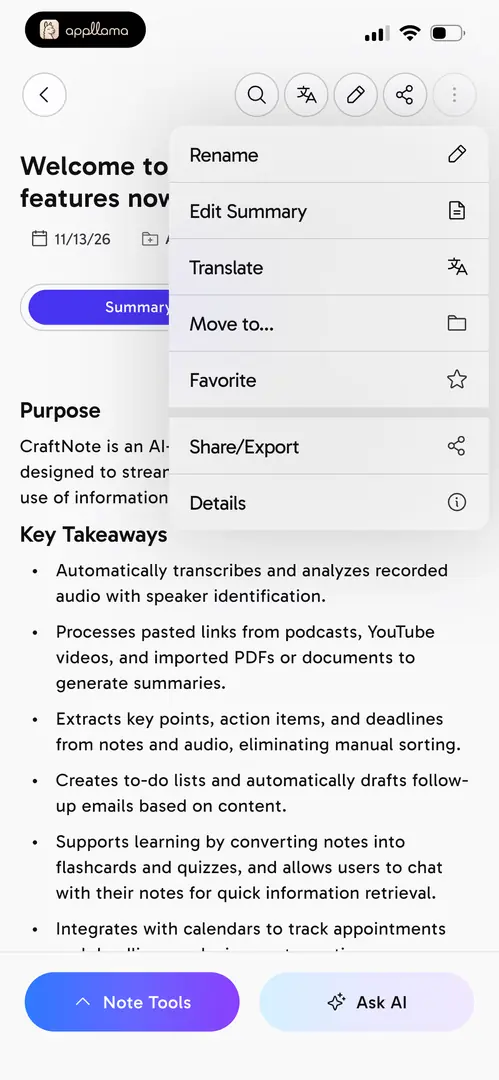 appllama
Rename
Edit Summary
Translate
Move to...
Favorite
Share/Export
Details
Welcome to
features now
11/13/26
Summary
Purpose
CraftNote is an AI-
designed to strear
use of information
Key Takeaways
• Automatically transcribes and analyzes recorded
audio with speaker identification.
• Processes pasted links from podcasts, YouTube
videos, and imported PDFs or documents to
generate summaries.
• Extracts key points, action items, and deadlines
from notes and audio, eliminating manual sorting.
• Creates to-do lists and automatically drafts follow-
up emails based on content.
• Supports learning by converting notes into
flashcards and quizzes, and allows users to chat
with their notes for quick information retrieval.
• Integrates with calendars to track appointments
Note Tools
Ask AI